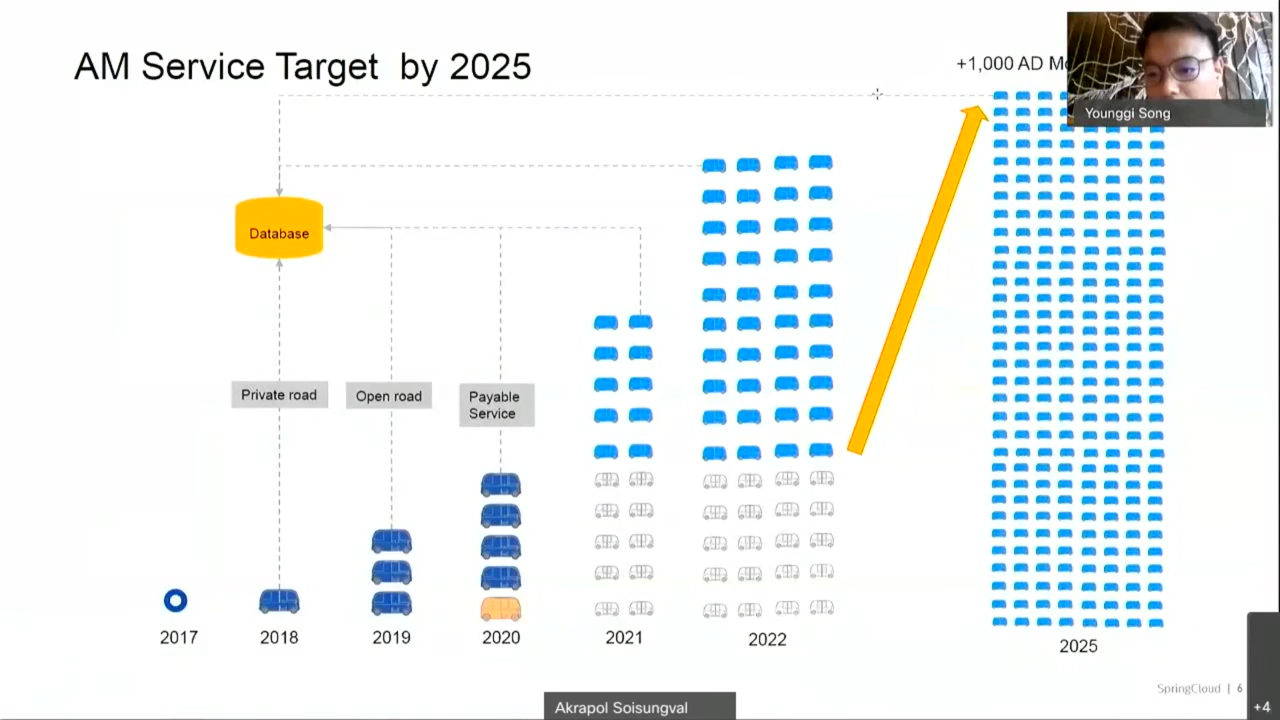 AM Service Target by 2025
+1,000 AD
Younggi Song
Database
Private road
Open road
Payable
Service
2017
2018
2019
2020
2021
2022
2025
SpringCloud | 6
Akrapol Soisungval
+4